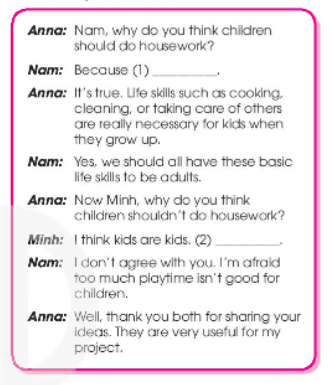 Anna: Nam, why do you think children
should do housework?
Nam: Because (1) __________.
Anna: It's true. Life skills such as cooking,
cleaning, or taking care of others
are really necessary for kids when
they grow up.
Nam: Yes, we should all have these basic
life skills to be adults.
Anna: Now Minh, why do you think
children shouldn't do housework?
Minh: I think kids are kids. (2) __________.
Nam: I don't agree with you. I'm afraid
too much playtime isn't good for
children.
Anna: Well, thank you both for sharing your
ideas. They are very useful for my
project.